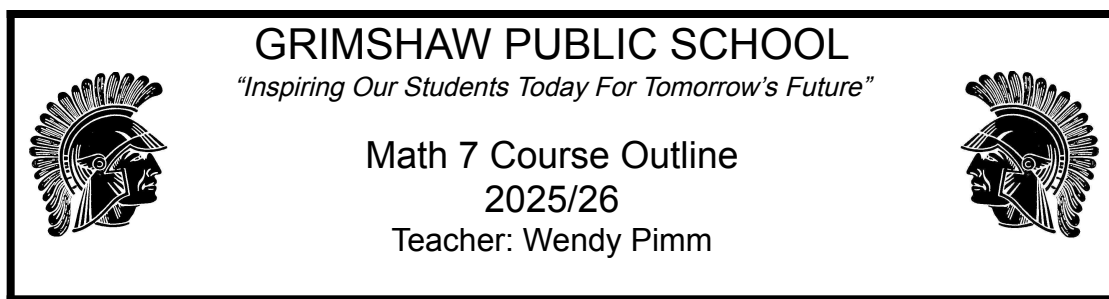 GRIMSHAW PUBLIC SCHOOL
“Inspiring Our Students Today For Tomorrow’s Future”
Math 7 Course Outline
2025/26
Teacher: Wendy Pimm